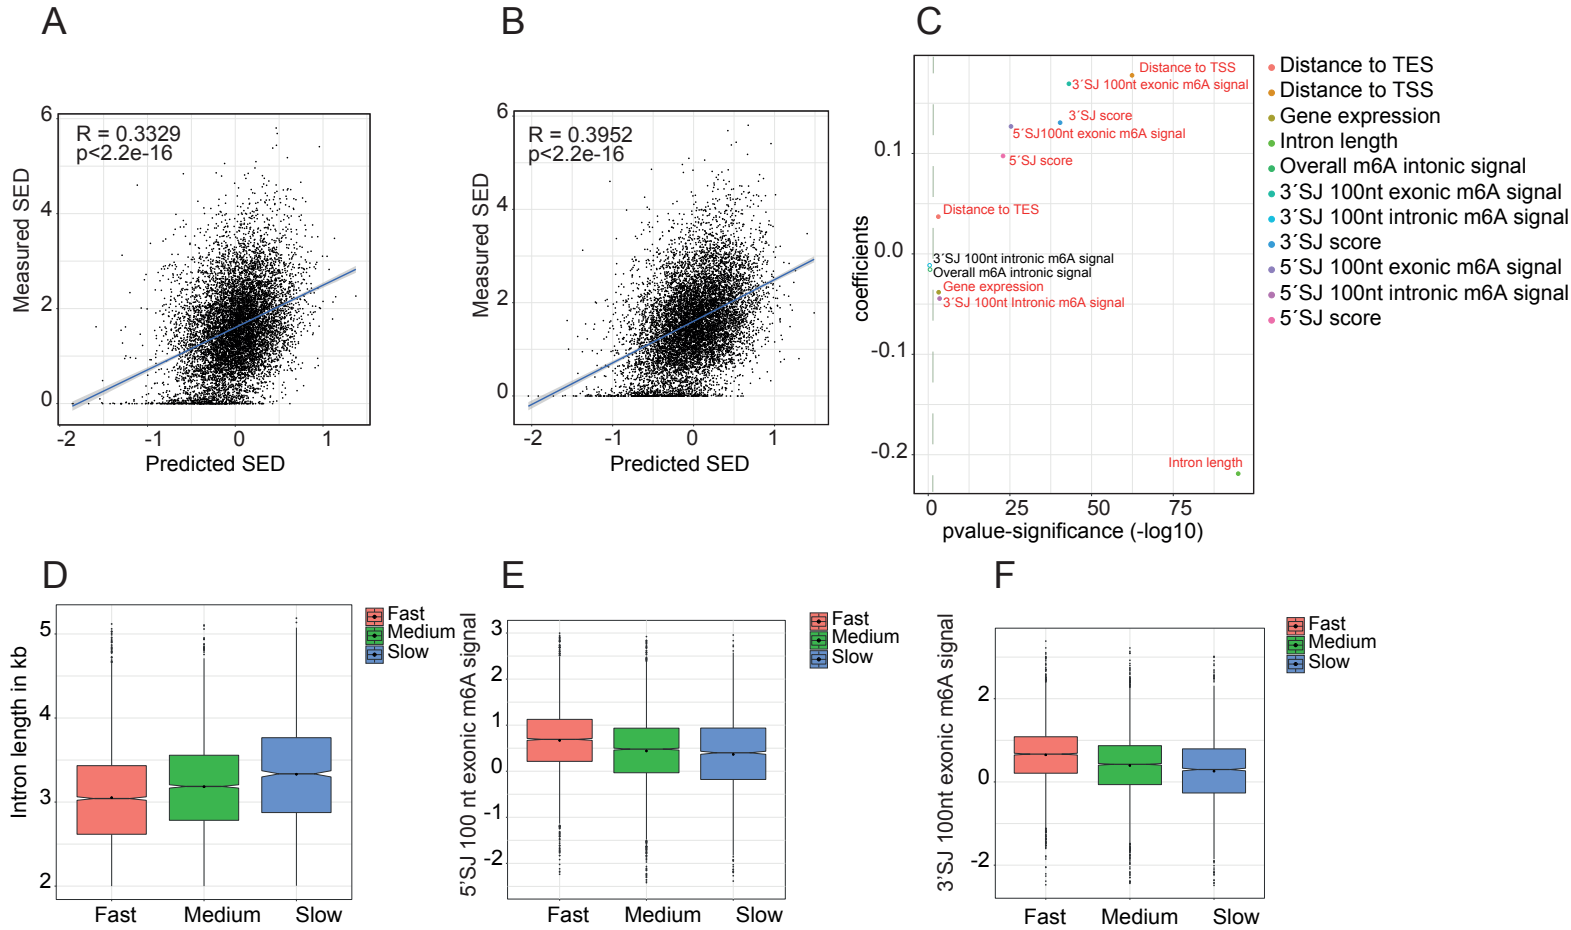 A
B
C
R = 0.3329
p<2.2e-16
Measured SED
6
4
2
0
-2
-1
0
1
Predicted SED
R = 0.3952
p<2.2e-16
Measured SED
6
4
2
0
-2
-1
0
1
Predicted SED
coefficients
0.1
0.0
-0.1
-0.2
0
25
50
75
pvalue-significance (-log10)
Distance to TSS
3´SJ 100nt exonic m6A signal
3´SJ score
5´SJ100nt exonic m6A signal
5´SJ score
Distance to TES
3´SJ 100nt intronic m6A signal
Overall m6A intronic signal
Gene expression
3´SJ 100nt Intronic m6A signal
Intron length
Distance to TES
Distance to TSS
Gene expression
Intron length
Overall m6A intonic signal
3´SJ 100nt exonic m6A signal
3´SJ 100nt intronic m6A signal
3´SJ score
5´SJ 100nt exonic m6A signal
5´SJ 100nt intronic m6A signal
5´SJ score
D
E
F
Intron length in kb
5
4
3
2
Fast
Medium
Slow
Fast
Medium
Slow
5'SJ 100 nt exonic m6A signal
3
2
1
0
-1
-2
Fast
Medium
Slow
Fast
Medium
Slow
3'SJ 100nt exonic m6A signal
2
0
-2
Fast
Medium
Slow
Fast
Medium
Slow